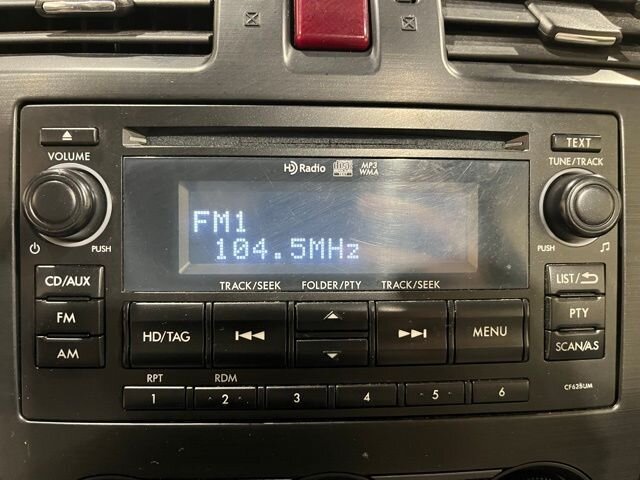 TEXT
VOLUME
TUNE/TRACK
HD Radio
MP3
WMA
FM1
104.5MHz
PUSH
PUSH
TRACK/SEEK FOLDER/PTY TRACK/SEEK
CD/AUX
LIST/
FM
HD/TAG
MENU
PTY
AM
SCAN/A.S
RPT RDM
1 2 3 4 5 6
CF628UM